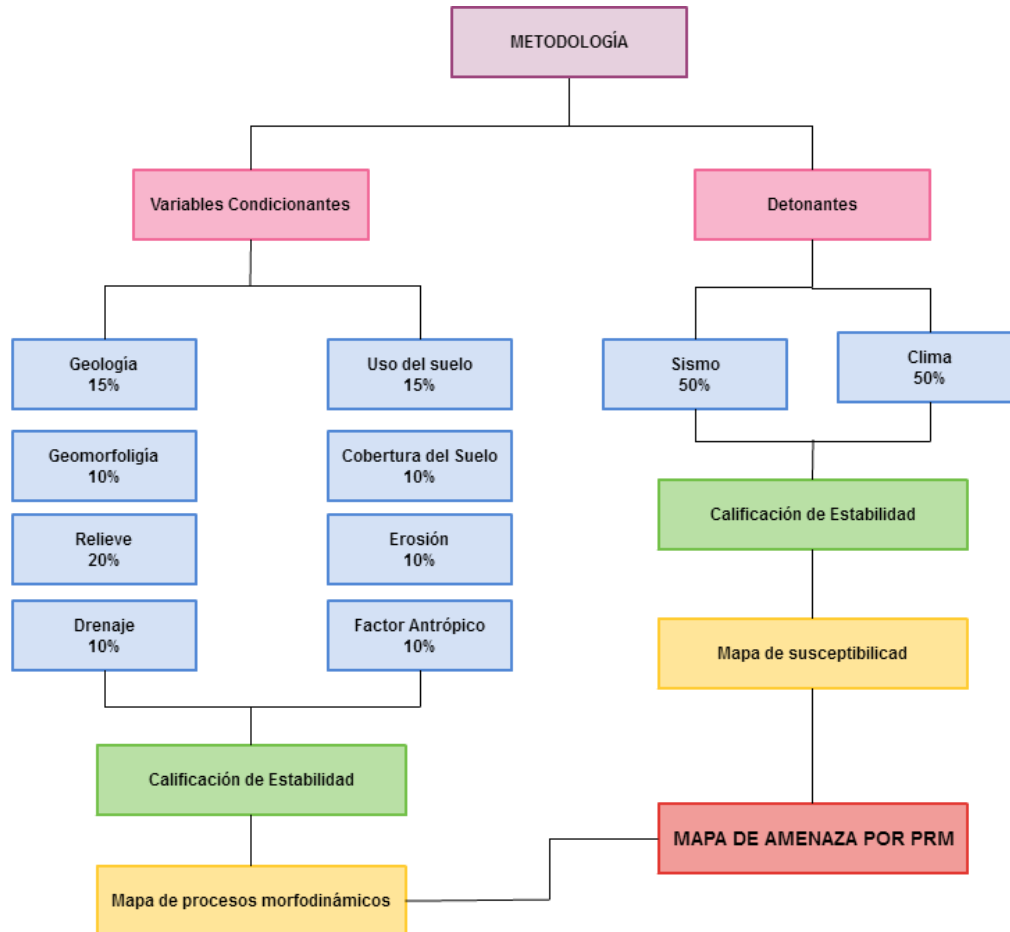 METODOLOGÍA
Variables Condicionantes
Detonantes
Geología
15%
Uso del suelo
15%
Sismo
50%
Clima
50%
Geomorfoligía
10%
Cobertura del Suelo
10%
Calificación de Estabilidad
Relieve
20%
Erosión
10%
Drenaje
10%
Factor Antrópico
10%
Mapa de susceptibilicad
Calificación de Estabilidad
MAPA DE AMENAZA POR PRM
Mapa de procesos morfodinámicos